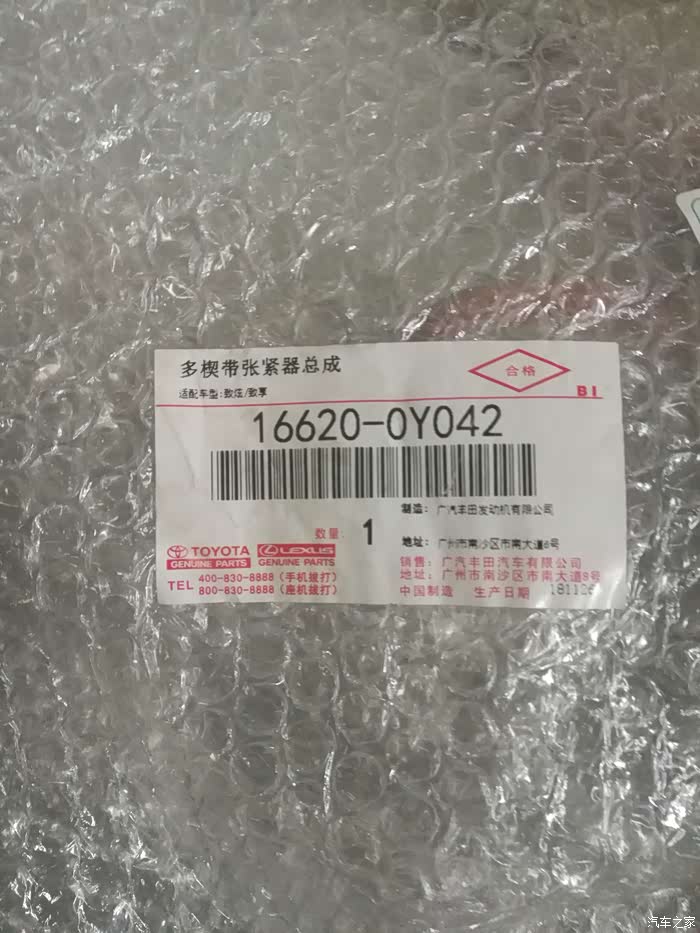 多楔带张紧器总成
合格
适配车型:致炫/致享
BI
16620-0Y042
制造: 广汽丰田发动机有限公司
数量: 1
地址: 广州市南沙区市南大道8号
TOYOTA
GENUINE PARTS
LEXUS
GENUINE PARTS
销售: 广汽丰田汽车有限公司
地址: 广州市南沙区市南大道8号
TEL 400-830-8888(手机拨打)
800-830-8888(座机拨打)
中国制造 生产日期 181126
汽车之家